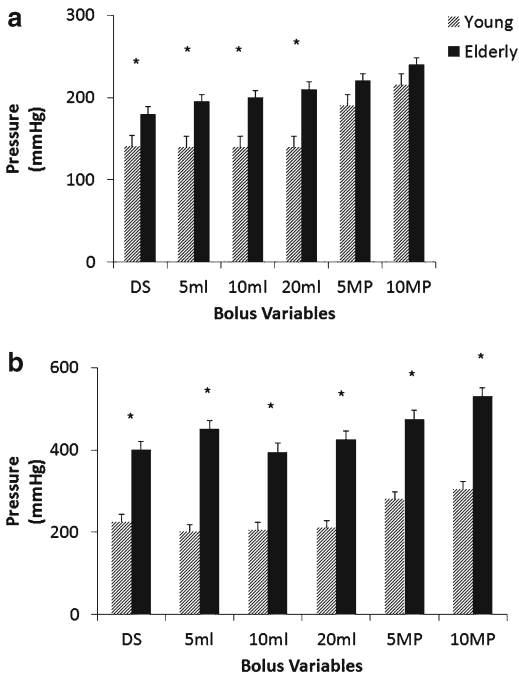 a
300
200
100
0
Pressure
(mmHg)
* * * *
Young
Elderly
DS 5ml 10ml 20ml 5MP 10MP
Bolus Variables
b
600
400
200
0
Pressure
(mmHg)
* * * * * *
DS 5ml 10ml 20ml 5MP 10MP
Bolus Variables